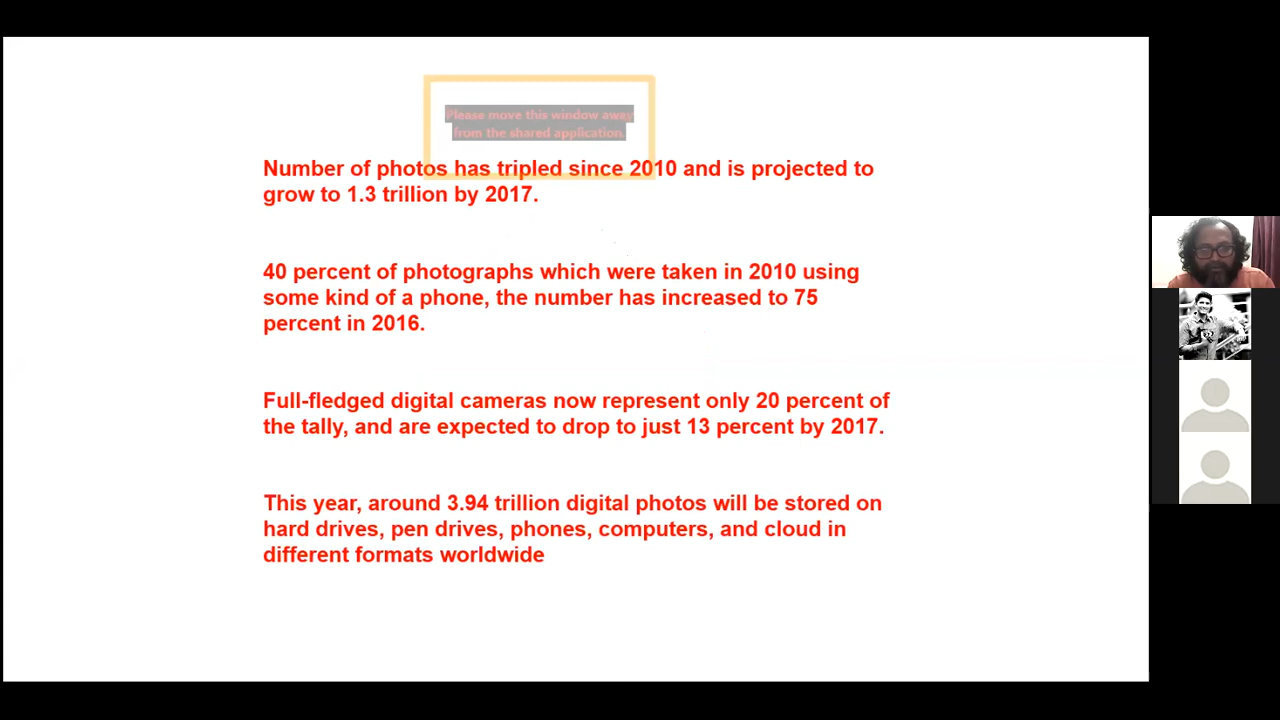 Please move this window away
from the shared application.
Number of photos has tripled since 2010 and is projected to
grow to 1.3 trillion by 2017.
40 percent of photographs which were taken in 2010 using
some kind of a phone, the number has increased to 75
percent in 2016.
Full-fledged digital cameras now represent only 20 percent of
the tally, and are expected to drop to just 13 percent by 2017.
This year, around 3.94 trillion digital photos will be stored on
hard drives, pen drives, phones, computers, and cloud in
different formats worldwide